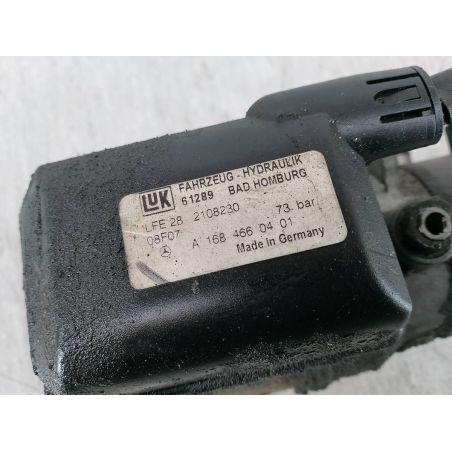 LUK FAHRZEUG - HYDRAULIK
61289 BAD HOMBURG
LFE 28 2108230 73. bar
08F07 A 168 466 04 01
Made in Germany